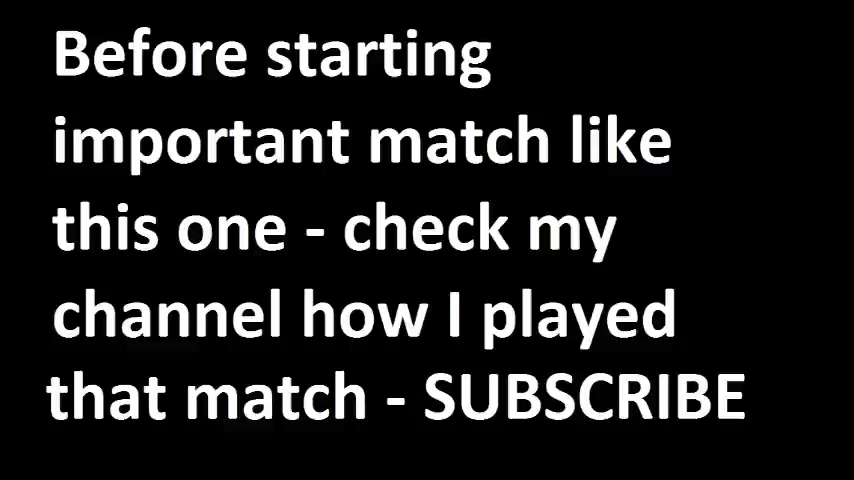 Before starting
important match like
this one - check my
channel how I played
that match - SUBSCRIBE